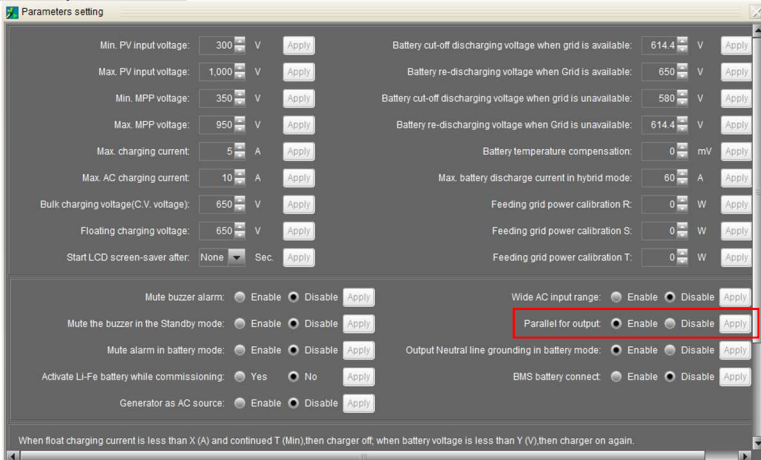 Parameters setting
Min. PV input voltage: 300 V Apply Battery cut-off discharging voltage when grid is available: 614.4 V Apply
Max. PV input voltage: 1,000 V Apply Battery re-discharging voltage when Grid is available: 650 V Apply
Min. MPP voltage: 350 V Apply Battery cut-off discharging voltage when grid is unavailable: 580 V Apply
Max. MPP voltage: 950 V Apply Battery re-discharging voltage when Grid is unavailable: 614.4 V Apply
Max. charging current: 5 A Apply Battery temperature compensation: 0 mV Apply
Max. AC charging current: 10 A Apply Max. battery discharge current in hybrid mode: 60 A Apply
Bulk charging voltage(C.V. voltage): 650 V Apply Feeding grid power calibration R: 0 W Apply
Floating charging voltage: 650 V Apply Feeding grid power calibration S: 0 W Apply
Start LCD screen-saver after: None Sec. Apply Feeding grid power calibration T: 0 W Apply
Mute buzzer alarm: Enable Disable Apply Wide AC input range: Enable Disable Apply
Mute the buzzer in the Standby mode: Enable Disable Apply Parallel for output: Enable Disable Apply
Mute alarm in battery mode: Enable Disable Apply Output Neutral line grounding in battery mode: Enable Disable Apply
Activate Li-Fe battery while commissioning: Yes No Apply BMS battery connect: Enable Disable Apply
Generator as AC source: Enable Disable Apply
When float charging current is less than X (A) and continued T (Min),then charger off; when battery voltage is less than Y (V),then charger on again.